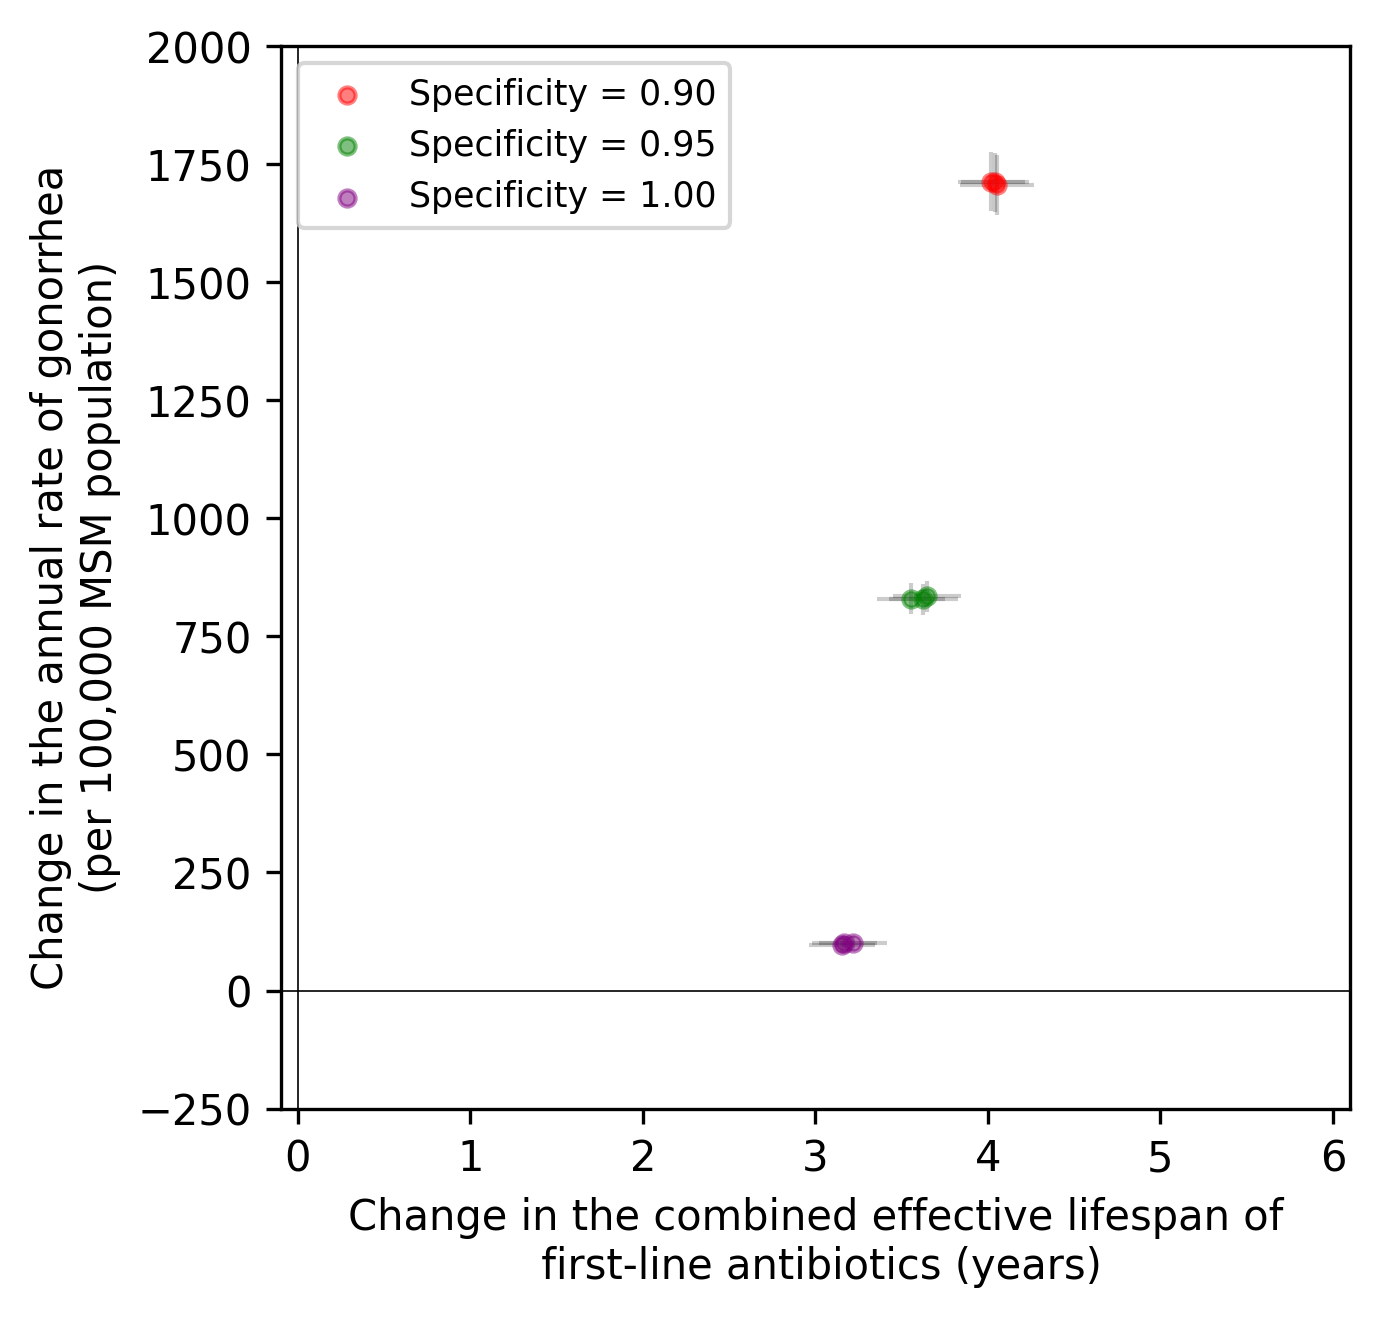 2000
1750
1500
1250
1000
750
500
250
0
−250
Change in the annual rate of gonorrhea
(per 100,000 MSM population)
Specificity = 0.90
Specificity = 0.95
Specificity = 1.00
0 1 2 3 4 5 6
Change in the combined effective lifespan of
first-line antibiotics (years)